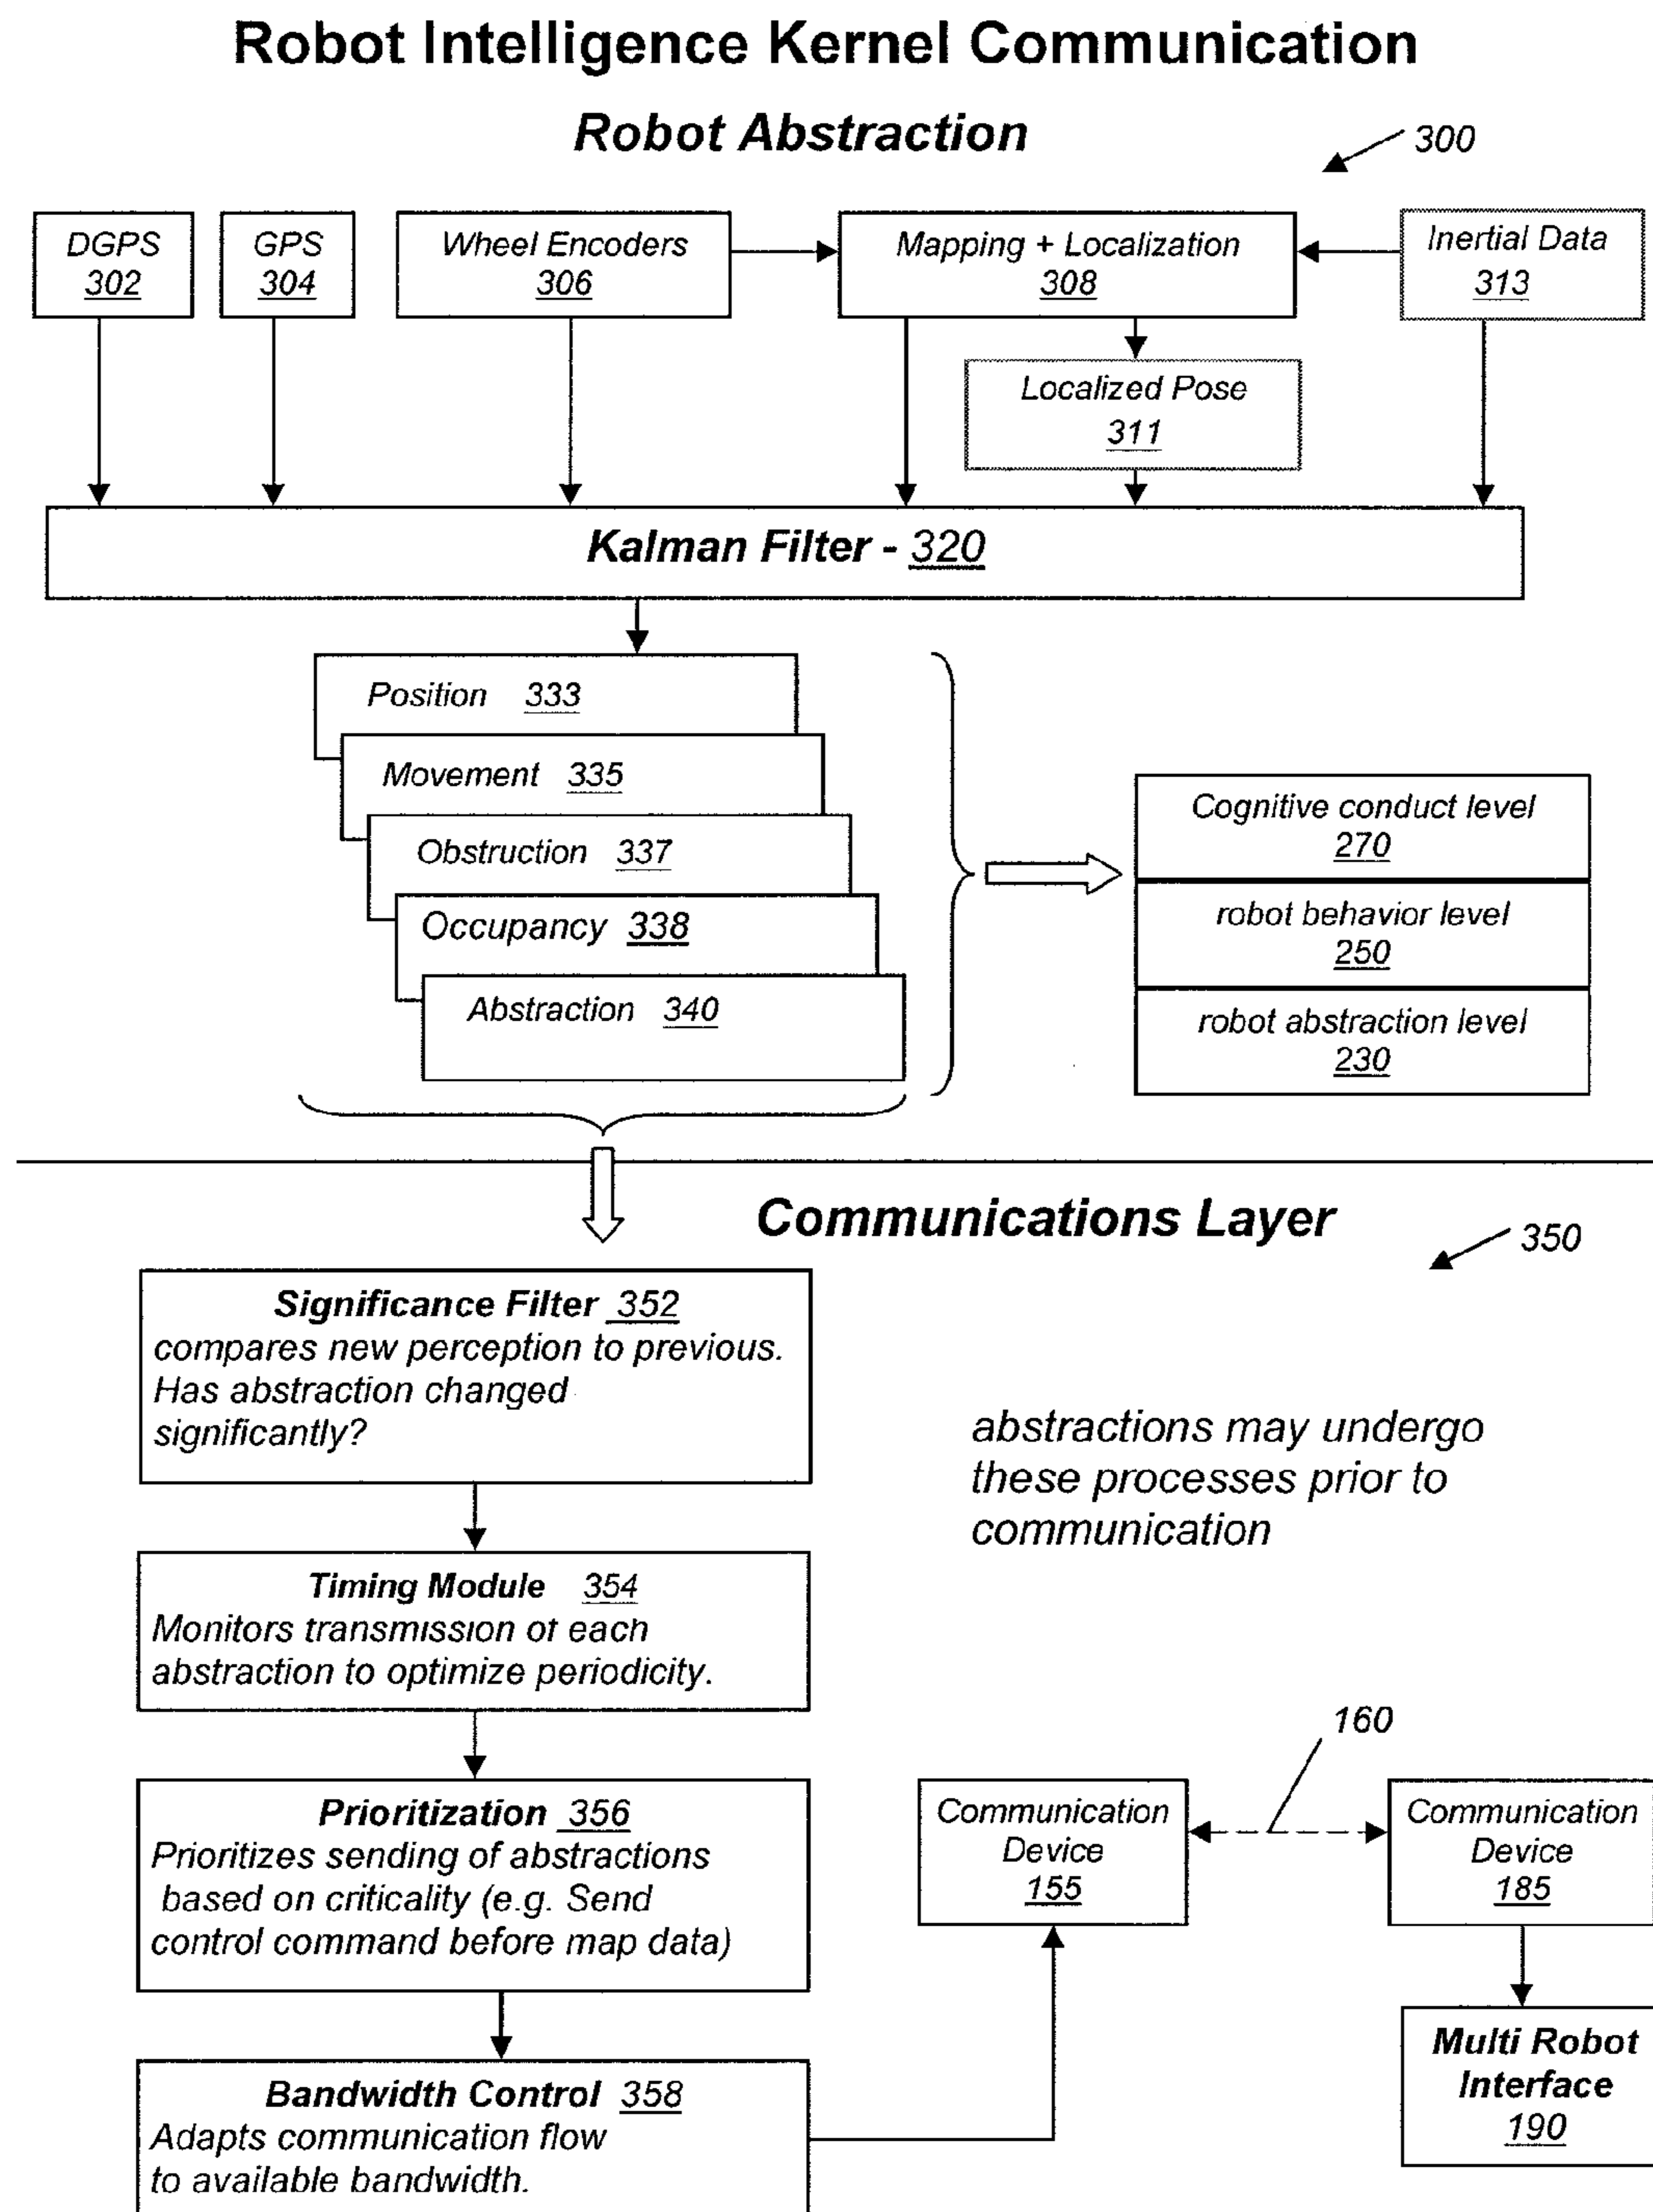 Robot Intelligence Kernel Communication
Robot Abstraction
300
DGPS
302
GPS
304
Wheel Encoders
306
Mapping + Localization
308
Inertial Data
313
Localized Pose
311
Kalman Filter - 320
Position 333
Movement 335
Obstruction 337
Occupancy 338
Abstraction 340
Cognitive conduct level
270
robot behavior level
250
robot abstraction level
230
Communications Layer
350
Significance Filter 352
compares new perception to previous.
Has abstraction changed
significantly?
abstractions may undergo
these processes prior to
communication
Timing Module 354
Monitors transmission of each
abstraction to optimize periodicity.
160
Prioritization 356
Prioritizes sending of abstractions
based on criticality (e.g. Send
control command before map data)
Communication
Device
155
Communication
Device
185
Multi Robot
Interface
190
Bandwidth Control 358
Adapts communication flow
to available bandwidth.